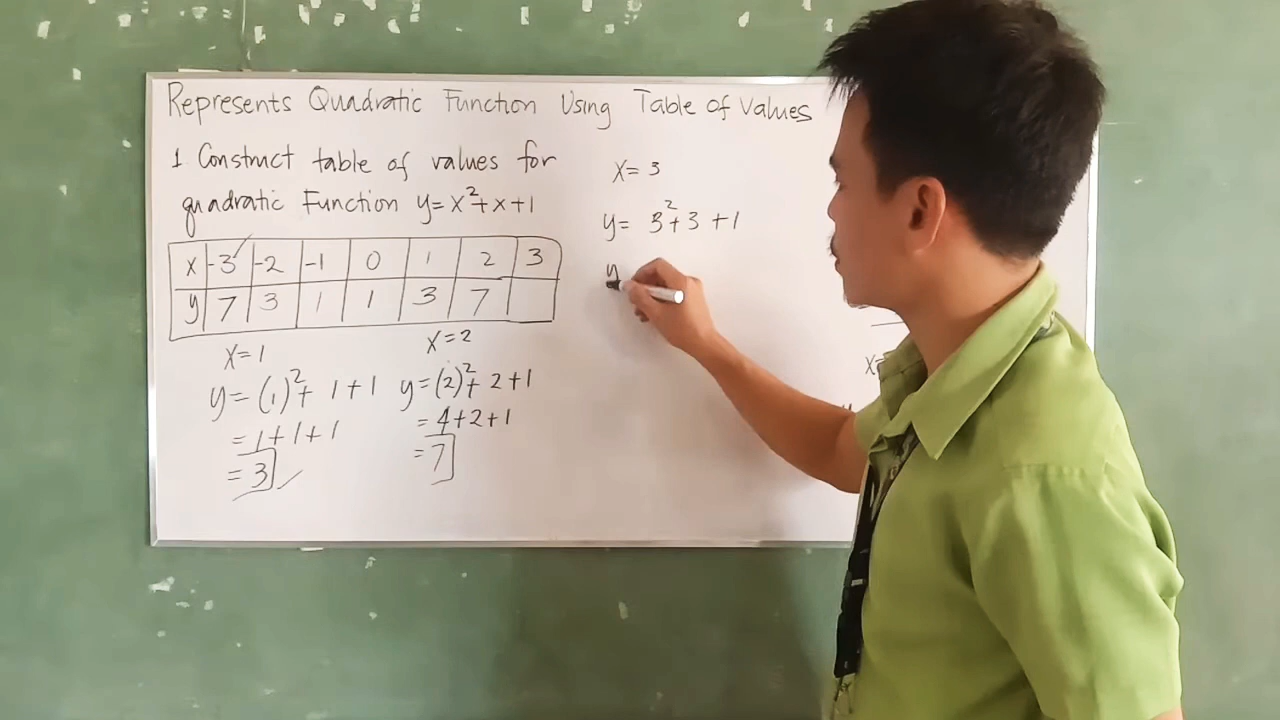 Represents Quadratic Function Using Table of Values
1. Construct table of values for
quadratic Function y=x²+x+1
x -3 -2 -1 0 1 2 3
y 7 3 1 1 3 7
x=1
y=(1)²+1+1
=1+1+1
=3
x=2
y=(2)²+2+1
=4+2+1
=7
x=3
y=3²+3+1
y
x=